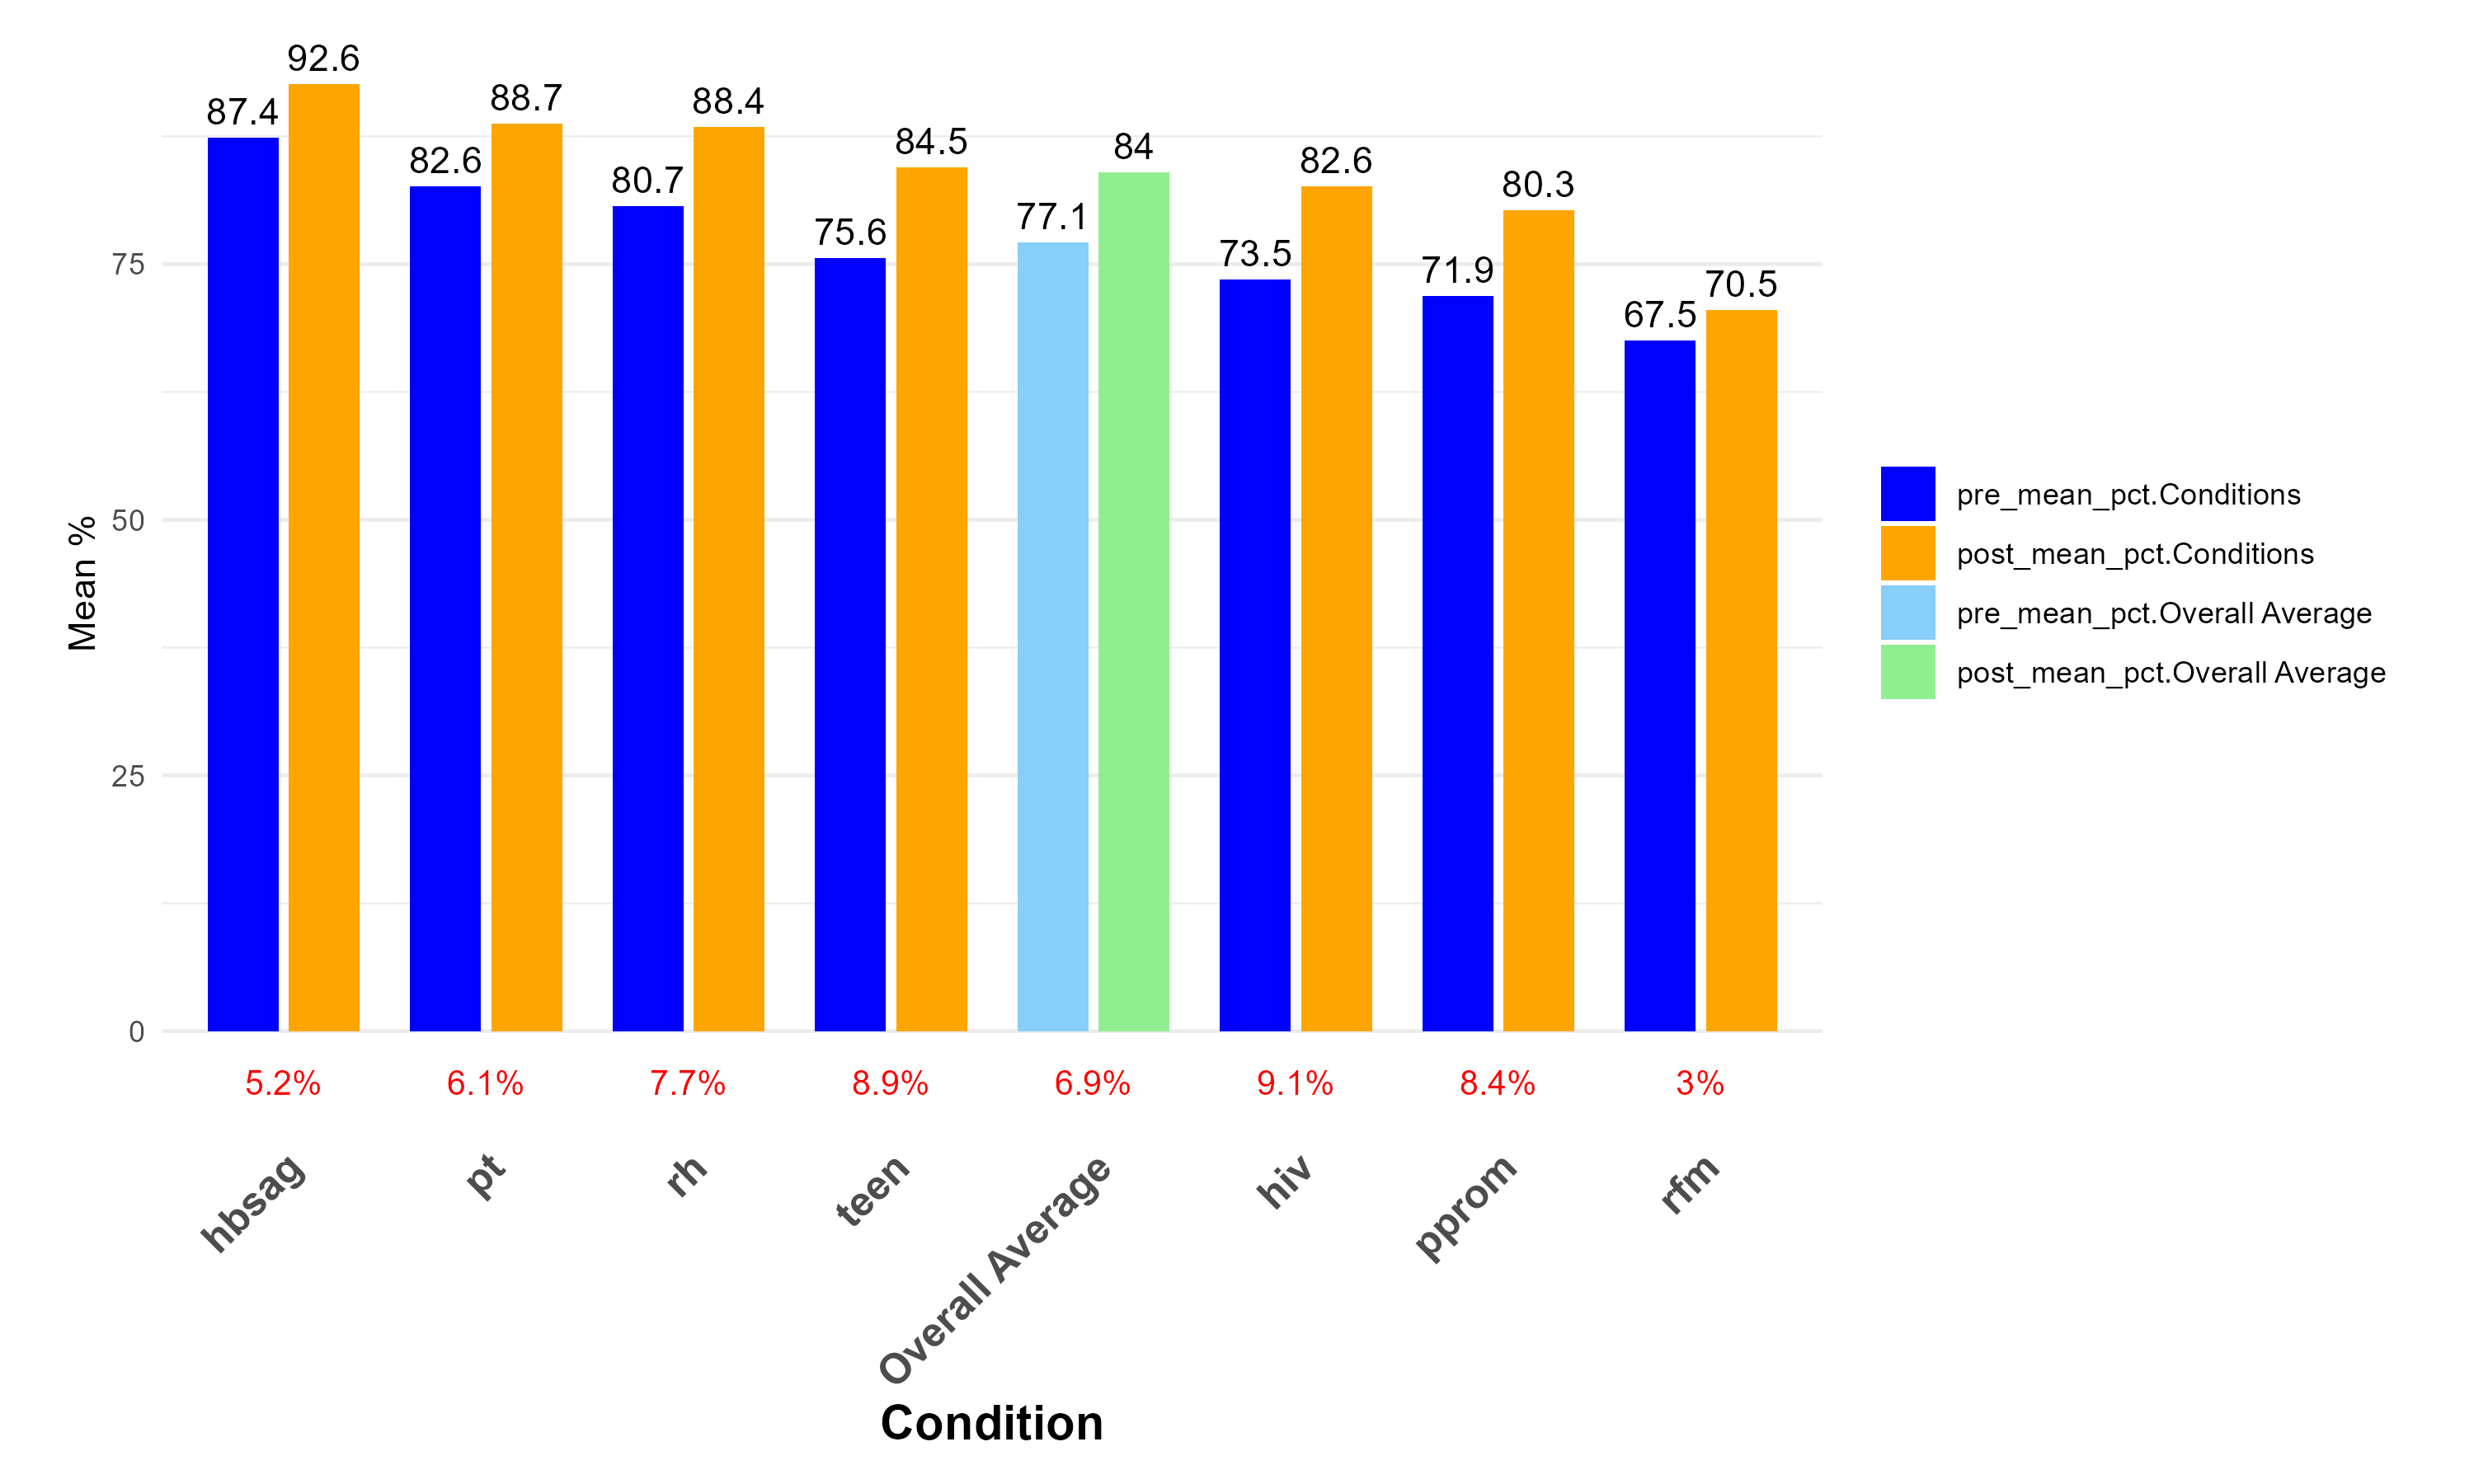 92.6
87.4
88.7
82.6
88.4
80.7
84.5
75.6
84
77.1
82.6
73.5
80.3
71.9
70.5
67.5
75
50
25
0
Mean %
pre_mean_pct.Conditions
post_mean_pct.Conditions
pre_mean_pct.Overall Average
post_mean_pct.Overall Average
5.2% 6.1% 7.7% 8.9% 6.9% 9.1% 8.4% 3%
hbsag
pt
rh
teen
Overall Average
hiv
pprom
rfm
Condition